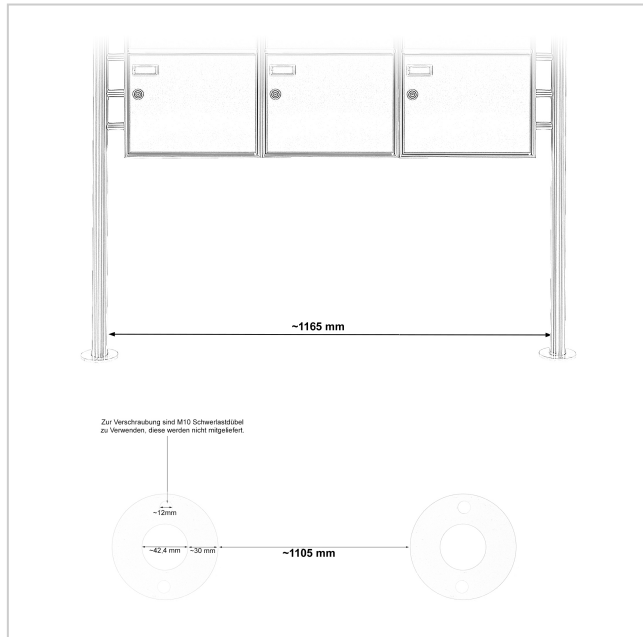 ~1165 mm
Zur Verschraubung sind M10 Schwerlastdübel
zu Verwenden, diese werden nicht mitgeliefert.
~12mm
~42.4 mm
~30 mm
~1105 mm